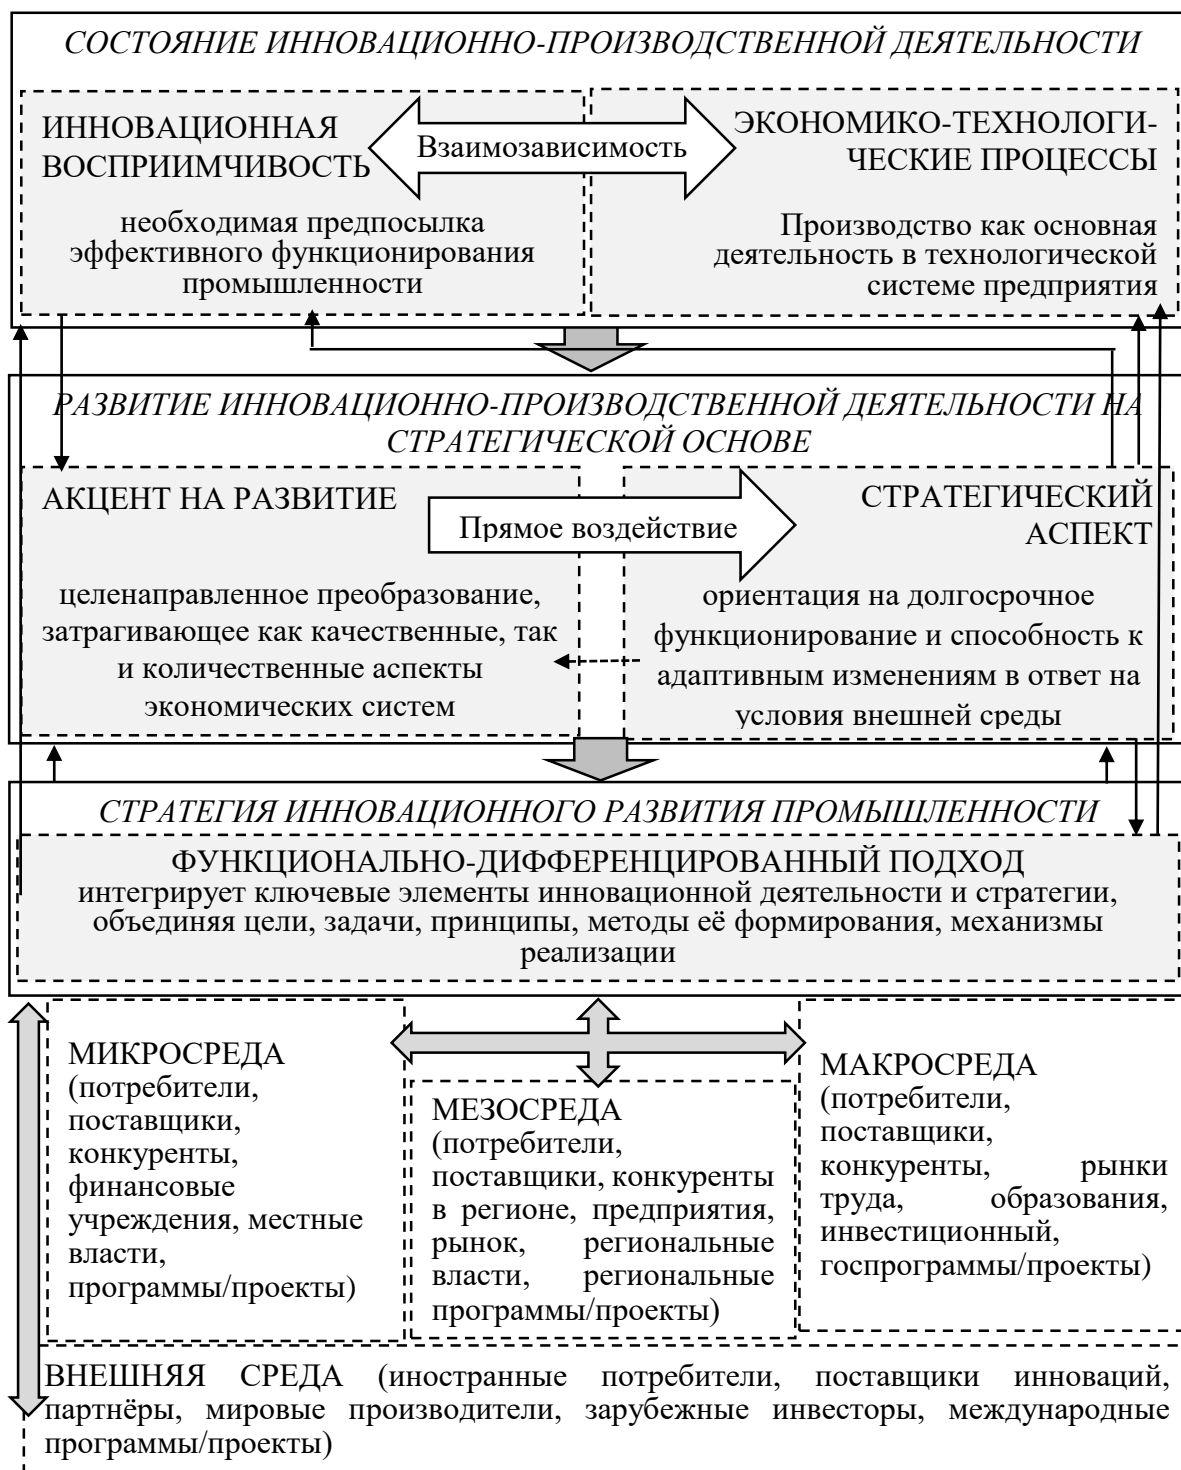 СОСТОЯНИЕ ИННОВАЦИОННО-ПРОИЗВОДСТВЕННОЙ ДЕЯТЕЛЬНОСТИ
ИННОВАЦИОННАЯ
ВОСПРИИМЧИВОСТЬ
необходимая предпосылка
эффективного функционирования
промышленности
Взаимозависимость
ЭКОНОМИКО-ТЕХНОЛОГИ-
ЧЕСКИЕ ПРОЦЕССЫ
Производство как основная
деятельность в технологической
системе предприятия
РАЗВИТИЕ ИННОВАЦИОННО-ПРОИЗВОДСТВЕННОЙ ДЕЯТЕЛЬНОСТИ НА
СТРАТЕГИЧЕСКОЙ ОСНОВЕ
АКЦЕНТ НА РАЗВИТИЕ
целенаправленное преобразование,
затрагивающее как качественные, так
и количественные аспекты
экономических систем
Прямое воздействие
СТРАТЕГИЧЕСКИЙ
АСПЕКТ
ориентация на долгосрочное
функционирование и способность к
адаптивным изменениям в ответ на
условия внешней среды
СТРАТЕГИЯ ИННОВАЦИОННОГО РАЗВИТИЯ ПРОМЫШЛЕННОСТИ
ФУНКЦИОНАЛЬНО-ДИФФЕРЕНЦИРОВАННЫЙ ПОДХОД
интегрирует ключевые элементы инновационной деятельности и стратегии,
объединяя цели, задачи, принципы, методы её формирования, механизмы
реализации
МИКРОСРЕДА
(потребители,
поставщики,
конкуренты,
финансовые
учреждения, местные
власти,
программы/проекты)
МЕЗОСРЕДА
(потребители,
поставщики, конкуренты
в регионе, предприятия,
рынок, региональные
власти, региональные
программы/проекты)
МАКРОСРЕДА
(потребители,
поставщики,
конкуренты, рынки
труда, образования,
инвестиционный,
госпрограммы/проекты)
ВНЕШНЯЯ СРЕДА (иностранные потребители, поставщики инноваций,
партнёры, мировые производители, зарубежные инвесторы, международные
программы/проекты)